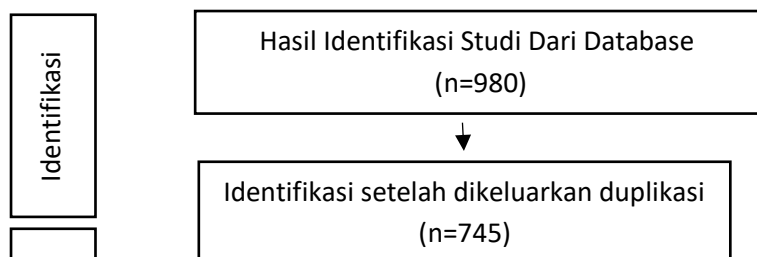 Identifikasi
Hasil Identifikasi Studi Dari Database
(n=980)
Identifikasi setelah dikeluarkan duplikasi
(n=745)